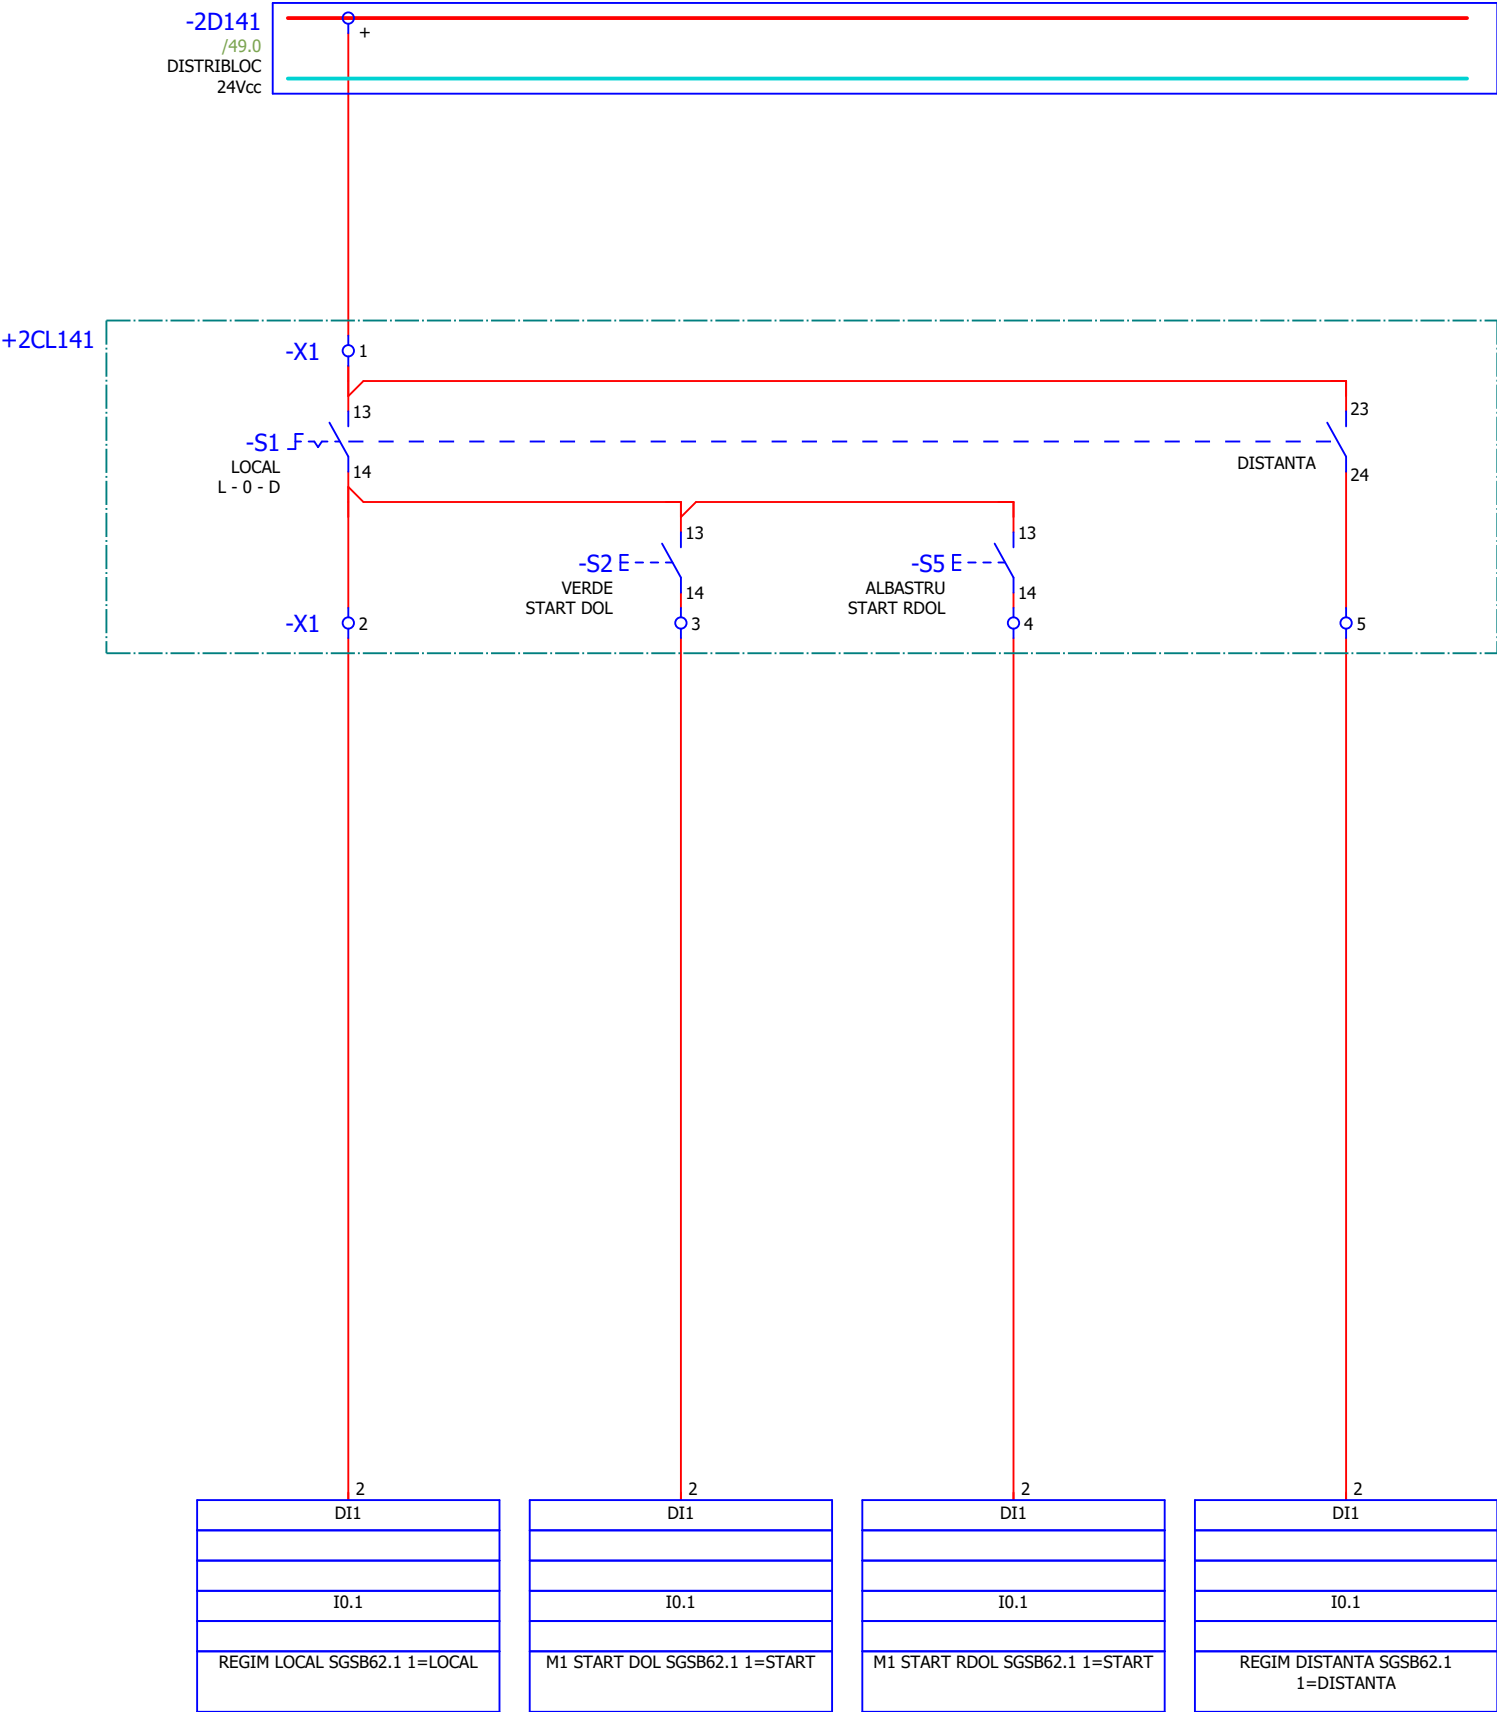 -2D141
/49.0
DISTRIBLOC
24Vcc
+
+2CL141
-X1 1
13
23
-S1
LOCAL
L - 0 - D
14
DISTANTA
24
13
13
-S2
VERDE
START DOL
14
-S5
ALBASTRU
START RDOL
14
-X1 2
3
4
5
2
2
2
2
DI1
DI1
DI1
DI1
I0.1
I0.1
I0.1
I0.1
REGIM LOCAL SGSB62.1 1=LOCAL
M1 START DOL SGSB62.1 1=START
M1 START RDOL SGSB62.1 1=START
REGIM DISTANTA SGSB62.1
1=DISTANTA